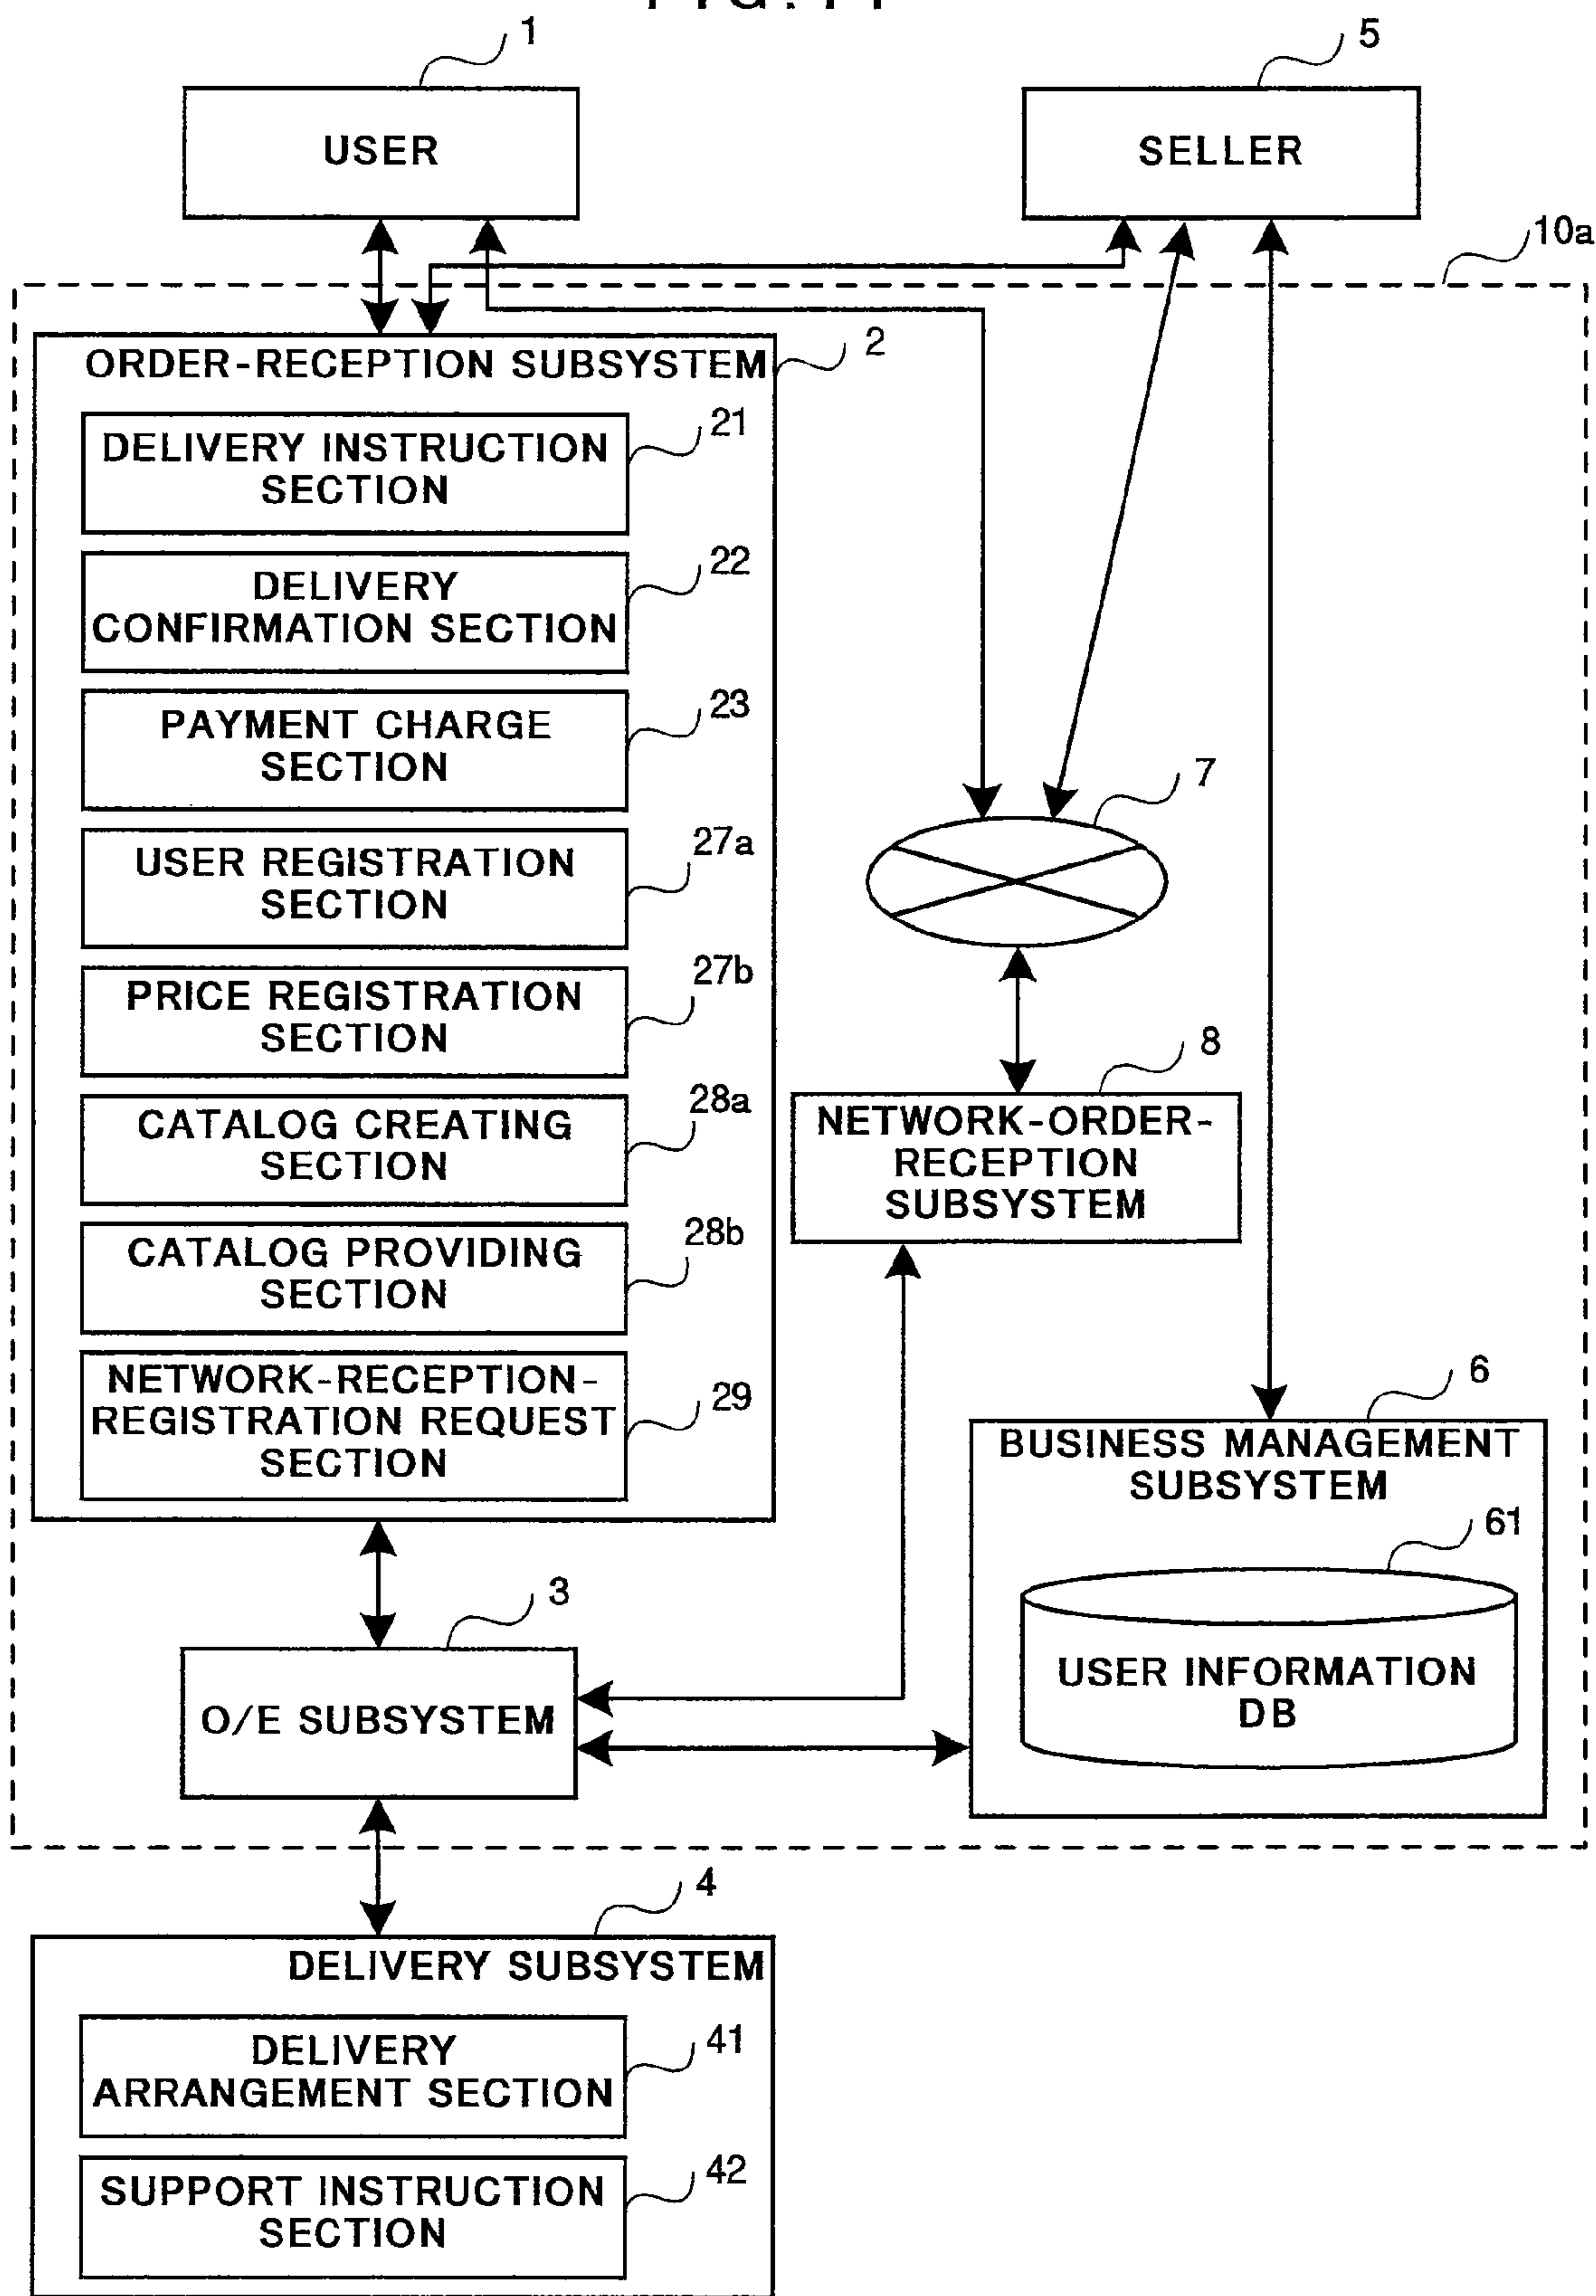 1
5
USER
SELLER
10a
2
ORDER-RECEPTION SUBSYSTEM
21
DELIVERY INSTRUCTION
SECTION
22
DELIVERY
CONFIRMATION SECTION
23
PAYMENT CHARGE
SECTION
7
27a
USER REGISTRATION
SECTION
27b
PRICE REGISTRATION
SECTION
8
NETWORK-ORDER-
RECEPTION
SUBSYSTEM
28a
CATALOG CREATING
SECTION
28b
CATALOG PROVIDING
SECTION
29
NETWORK-RECEPTION-
REGISTRATION REQUEST
SECTION
6
BUSINESS MANAGEMENT
SUBSYSTEM
61
USER INFORMATION
DB
3
O/E SUBSYSTEM
4
DELIVERY SUBSYSTEM
41
DELIVERY
ARRANGEMENT SECTION
42
SUPPORT INSTRUCTION
SECTION